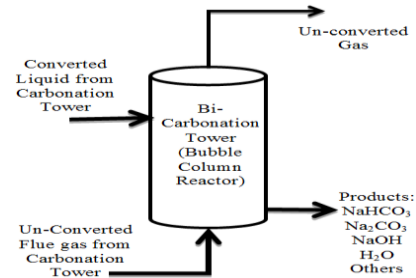 Un-converted
Gas
Converted
Liquid from
Carbonation
Tower
Bi-
Carbonation
Tower
(Bubble
Column
Reactor)
Un-Converted
Flue gas from
Carbonation
Tower
Products:
NaHCO₃
Na₂CO₃
NaOH
H₂O
Others